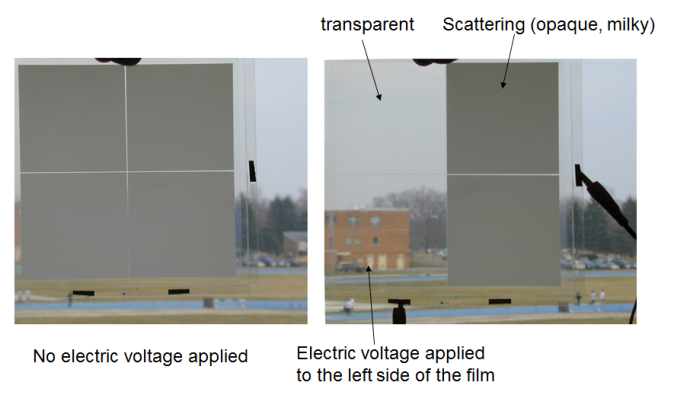 transparent
Scattering (opaque, milky)
No electric voltage applied
Electric voltage applied
to the left side of the film